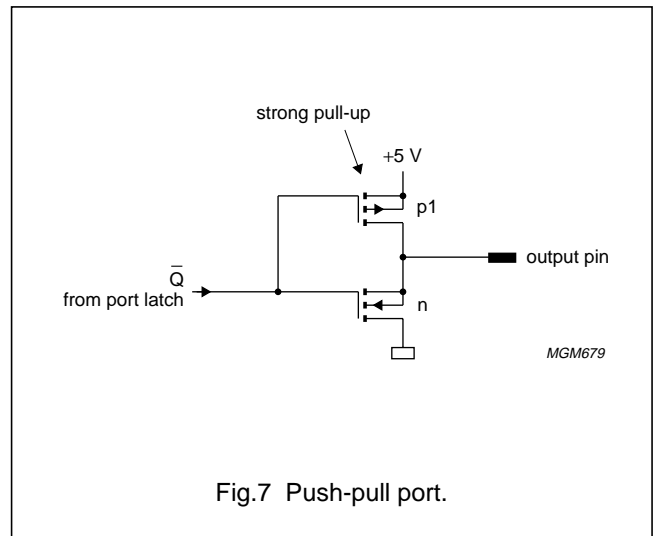 strong pull-up
+5 V
p1
Q̅
from port latch
output pin
n
MGM679
Fig.7 Push-pull port.